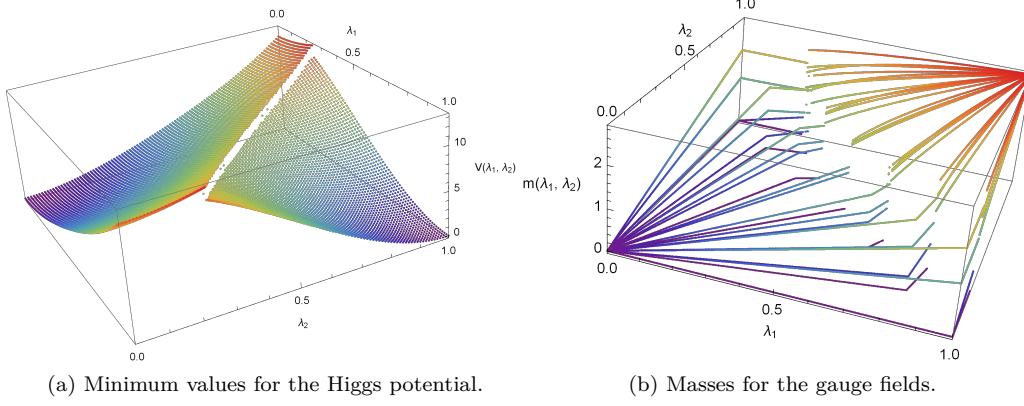 0.0
λ₁
0.5
1.0
10
V(λ₁, λ₂)
5
0
1.0
0.5
λ₂
0.0
1.0
λ₂
0.5
0.0
2
m(λ₁, λ₂)
1
0
0.0
0.5
λ₁
1.0
(a) Minimum values for the Higgs potential.
(b) Masses for the gauge fields.